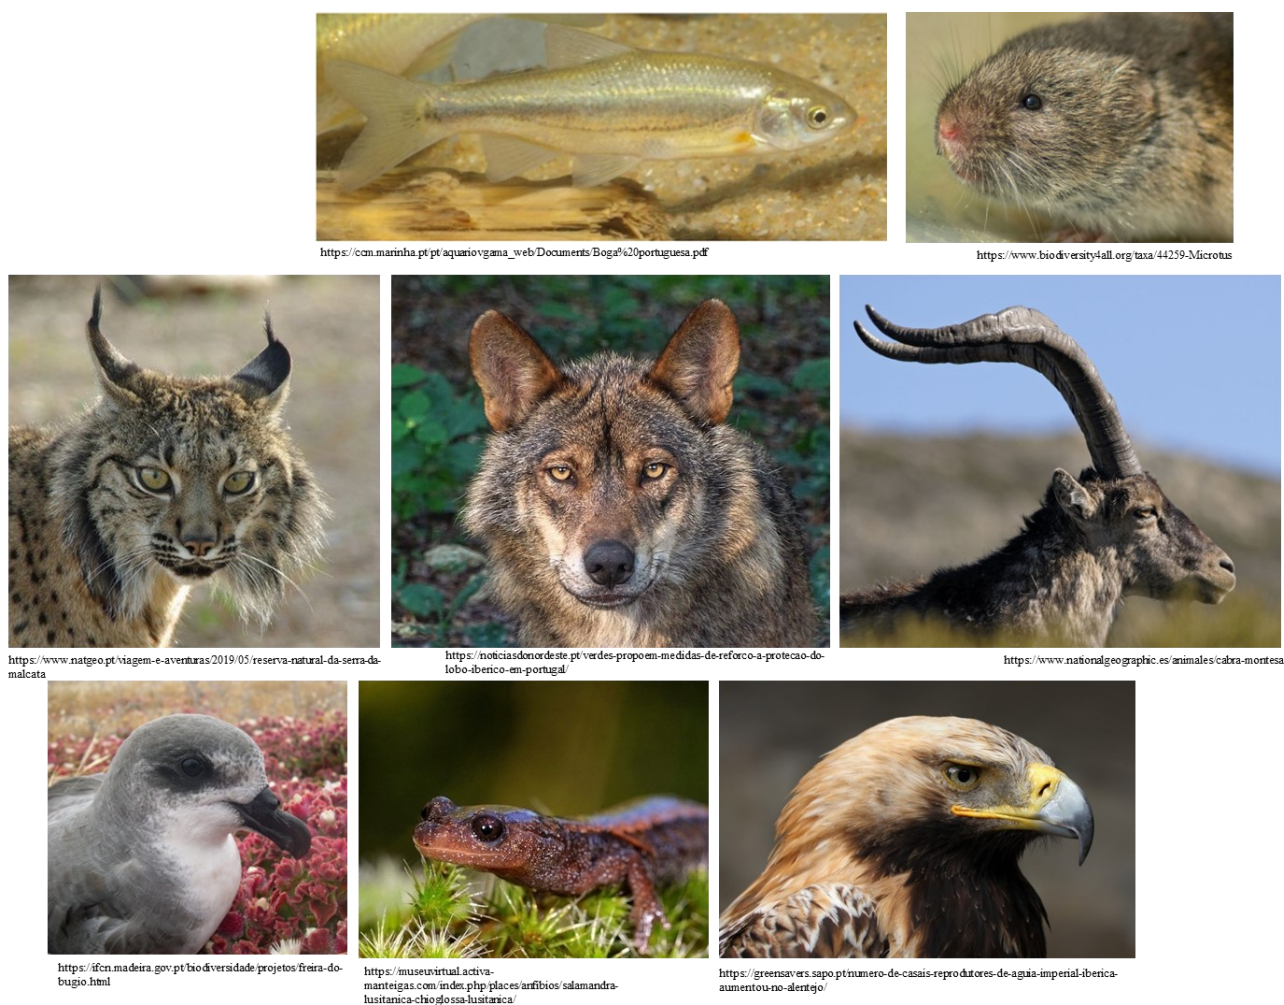 https://ccm.marinha.pt/pt/aquariovgama_web/Documents/Boga%20portuguesa.pdf
https://www.biodiversity4all.org/taxa/44259-Microtus
https://www.natgeo.pt/viagem-e-aventuras/2019/05/reserva-natural-da-serra-da-
malcata
https://noticiasdonordeste.pt/verdes-propoem-medidas-de-reforco-a-protecao-do-
lobo-iberico-em-portugal/
https://www.nationalgeographic.es/animales/cabra-montesa
https://ifcn.madeira.gov.pt/biodiversidade/projetos/freira-do-
bugio.html
https://museuvirtual.activa-
manteigas.com/index.php/places/anfibios/salamandra-
lusitanica-chioglossa-lusitanica/
https://greensavers.sapo.pt/numero-de-casais-reprodutores-de-aguia-imperial-iberica-
aumentou-no-alentejo/